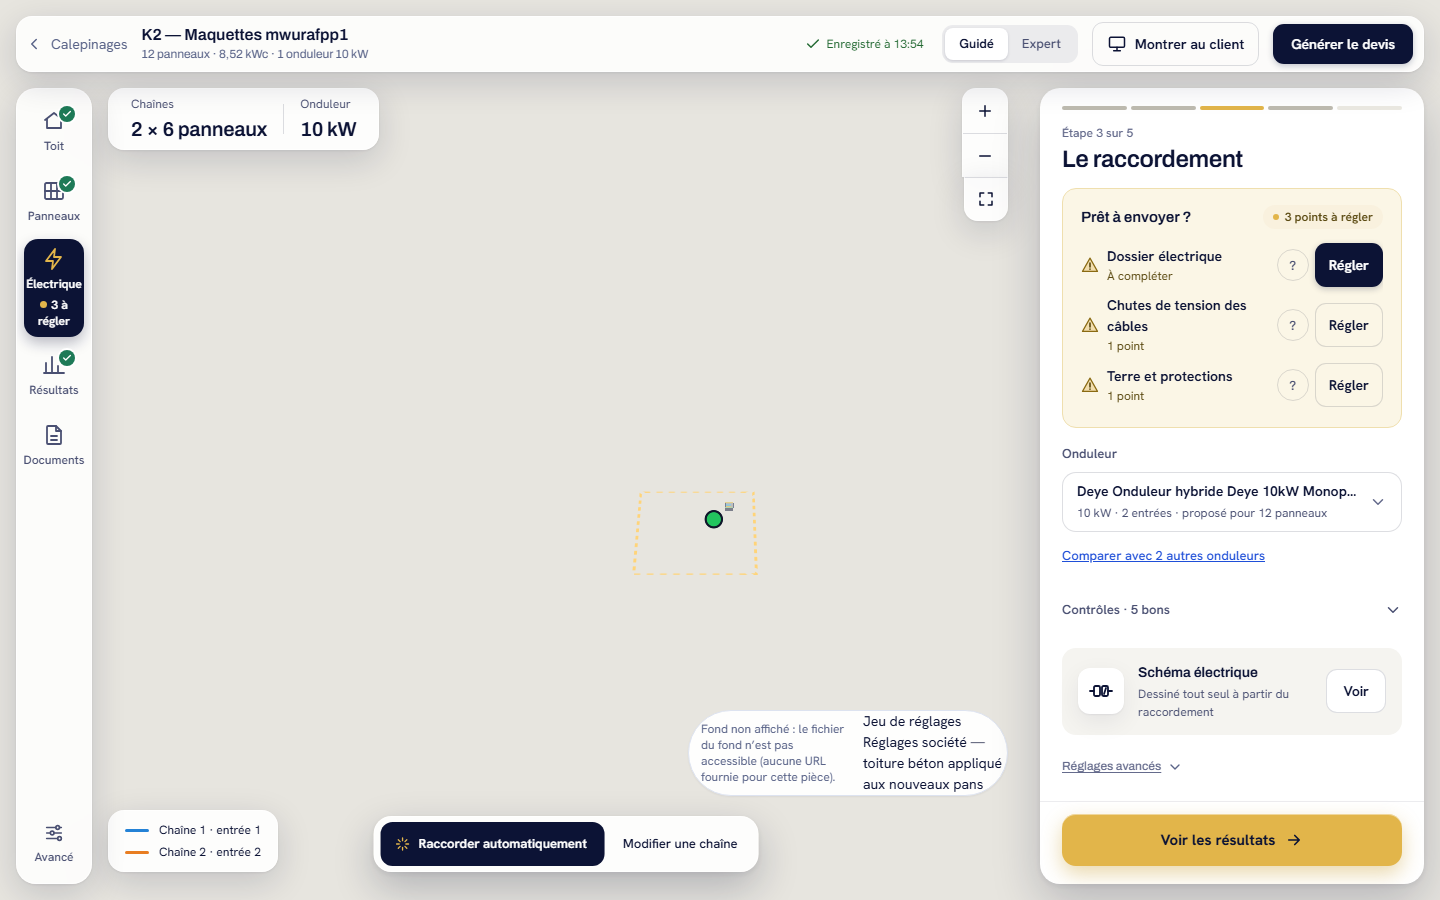 Calepinages
K2 — Maquettes mwurafpp1
12 panneaux · 8,52 kWc · 1 onduleur 10 kW
Enregistré à 13:54
Guidé
Expert
Montrer au client
Générer le devis
Toit
Panneaux
Électrique
3 à
régler
Résultats
Documents
Avancé
Chaînes
2 × 6 panneaux
Onduleur
10 kW
+
−
Fond non affiché : le fichier
du fond n’est pas
accessible (aucune URL
fournie pour cette pièce).
Jeu de réglages
Réglages société —
toiture béton appliqué
aux nouveaux pans
Chaîne 1 · entrée 1
Chaîne 2 · entrée 2
Raccorder automatiquement
Modifier une chaîne
Étape 3 sur 5
Le raccordement
Prêt à envoyer ?
3 points à régler
Dossier électrique
À compléter
?
Régler
Chutes de tension des
câbles
1 point
?
Régler
Terre et protections
1 point
?
Régler
Onduleur
Deye Onduleur hybride Deye 10kW Monop...
10 kW · 2 entrées · proposé pour 12 panneaux
Comparer avec 2 autres onduleurs
Contrôles · 5 bons
Schéma électrique
Dessiné tout seul à partir du
raccordement
Voir
Réglages avancés
Voir les résultats